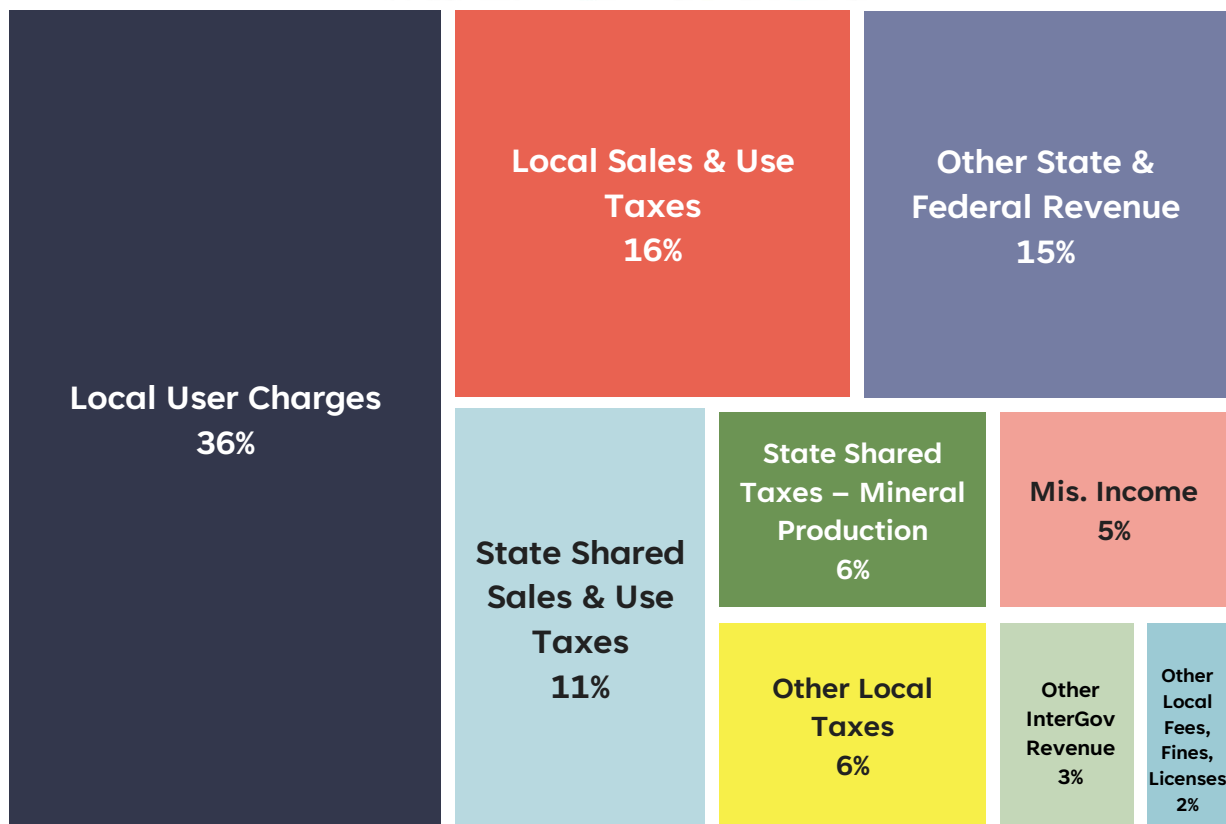 Local User Charges
36%
Local Sales & Use
Taxes
16%
Other State &
Federal Revenue
15%
State Shared
Sales & Use
Taxes
11%
State Shared
Taxes – Mineral
Production
6%
Mis. Income
5%
Other Local
Taxes
6%
Other
InterGov
Revenue
3%
Other
Local
Fees,
Fines,
Licenses
2%